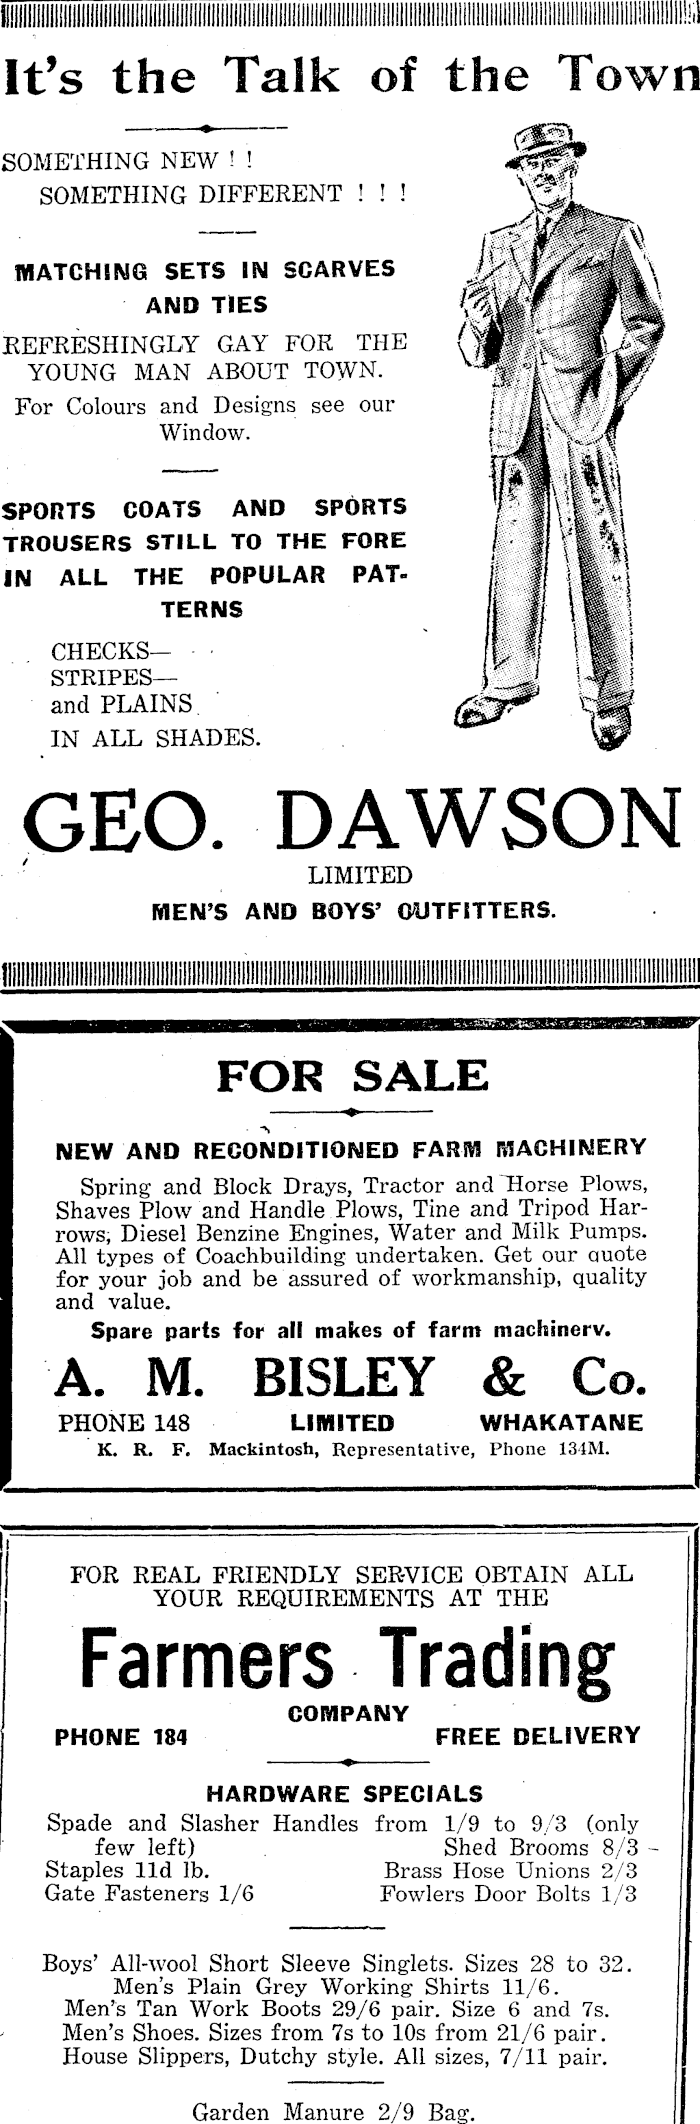 It's the Talk of the Town
SOMETHING NEW ! !
SOMETHING DIFFERENT ! ! !
MATCHING SETS IN SCARVES
AND TIES
REFRESHINGLY GAY FOR THE
YOUNG MAN ABOUT TOWN.
For Colours and Designs see our
Window.
SPORTS COATS AND SPORTS
TROUSERS STILL TO THE FORE
IN ALL THE POPULAR PAT-
TERNS
CHECKS—
STRIPES—
and PLAINS
IN ALL SHADES.
GEO. DAWSON
LIMITED
MEN'S AND BOYS' OUTFITTERS.
FOR SALE
NEW AND RECONDITIONED FARM MACHINERY
Spring and Block Drays, Tractor and Horse Plows,
Shaves Plow and Handle Plows, Tine and Tripod Har-
rows; Diesel Benzine Engines, Water and Milk Pumps.
All types of Coachbuilding undertaken. Get our quote
for your job and be assured of workmanship, quality
and value.
Spare parts for all makes of farm machinery.
A. M. BISLEY & Co.
PHONE 148 LIMITED WHAKATANE
K. R. F. Mackintosh, Representative, Phone 134M.
FOR REAL FRIENDLY SERVICE OBTAIN ALL
YOUR REQUIREMENTS AT THE
Farmers Trading
COMPANY
PHONE 184 FREE DELIVERY
HARDWARE SPECIALS
Spade and Slasher Handles from 1/9 to 9/3 (only
few left) Shed Brooms 8/3
Staples 11d lb. Brass Hose Unions 2/3
Gate Fasteners 1/6 Fowlers Door Bolts 1/3
Boys' All-wool Short Sleeve Singlets. Sizes 28 to 32.
Men's Plain Grey Working Shirts 11/6.
Men's Tan Work Boots 29/6 pair. Size 6 and 7s.
Men's Shoes. Sizes from 7s to 10s from 21/6 pair.
House Slippers, Dutchy style. All sizes, 7/11 pair.
Garden Manure 2/9 Bag.